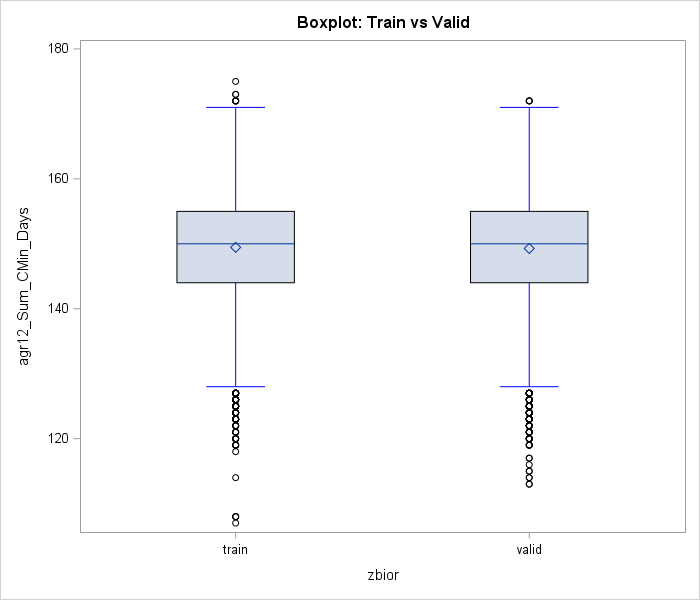 Boxplot: Train vs Valid
180
160
140
120
agr12_Sum_CMin_Days
train
valid
zbior